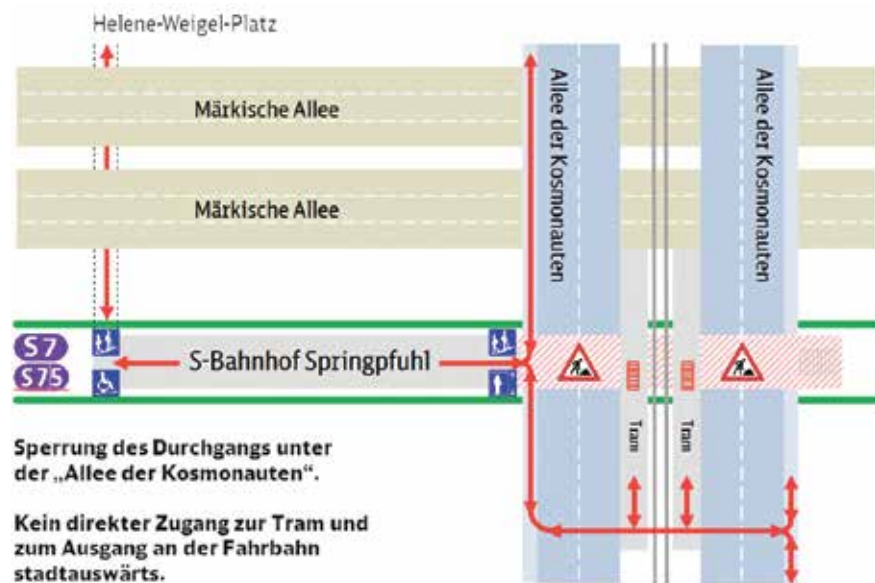 Helene-Weigel-Platz
Märkische Allee
Märkische Allee
Allee der Kosmonauten
Allee der Kosmonauten
S7
S75
S-Bahnhof Springpfuhl
Tram
Tram
Sperrung des Durchgangs unter
der „Allee der Kosmonauten“.
Kein direkter Zugang zur Tram und
zum Ausgang an der Fahrbahn
stadtauswärts.